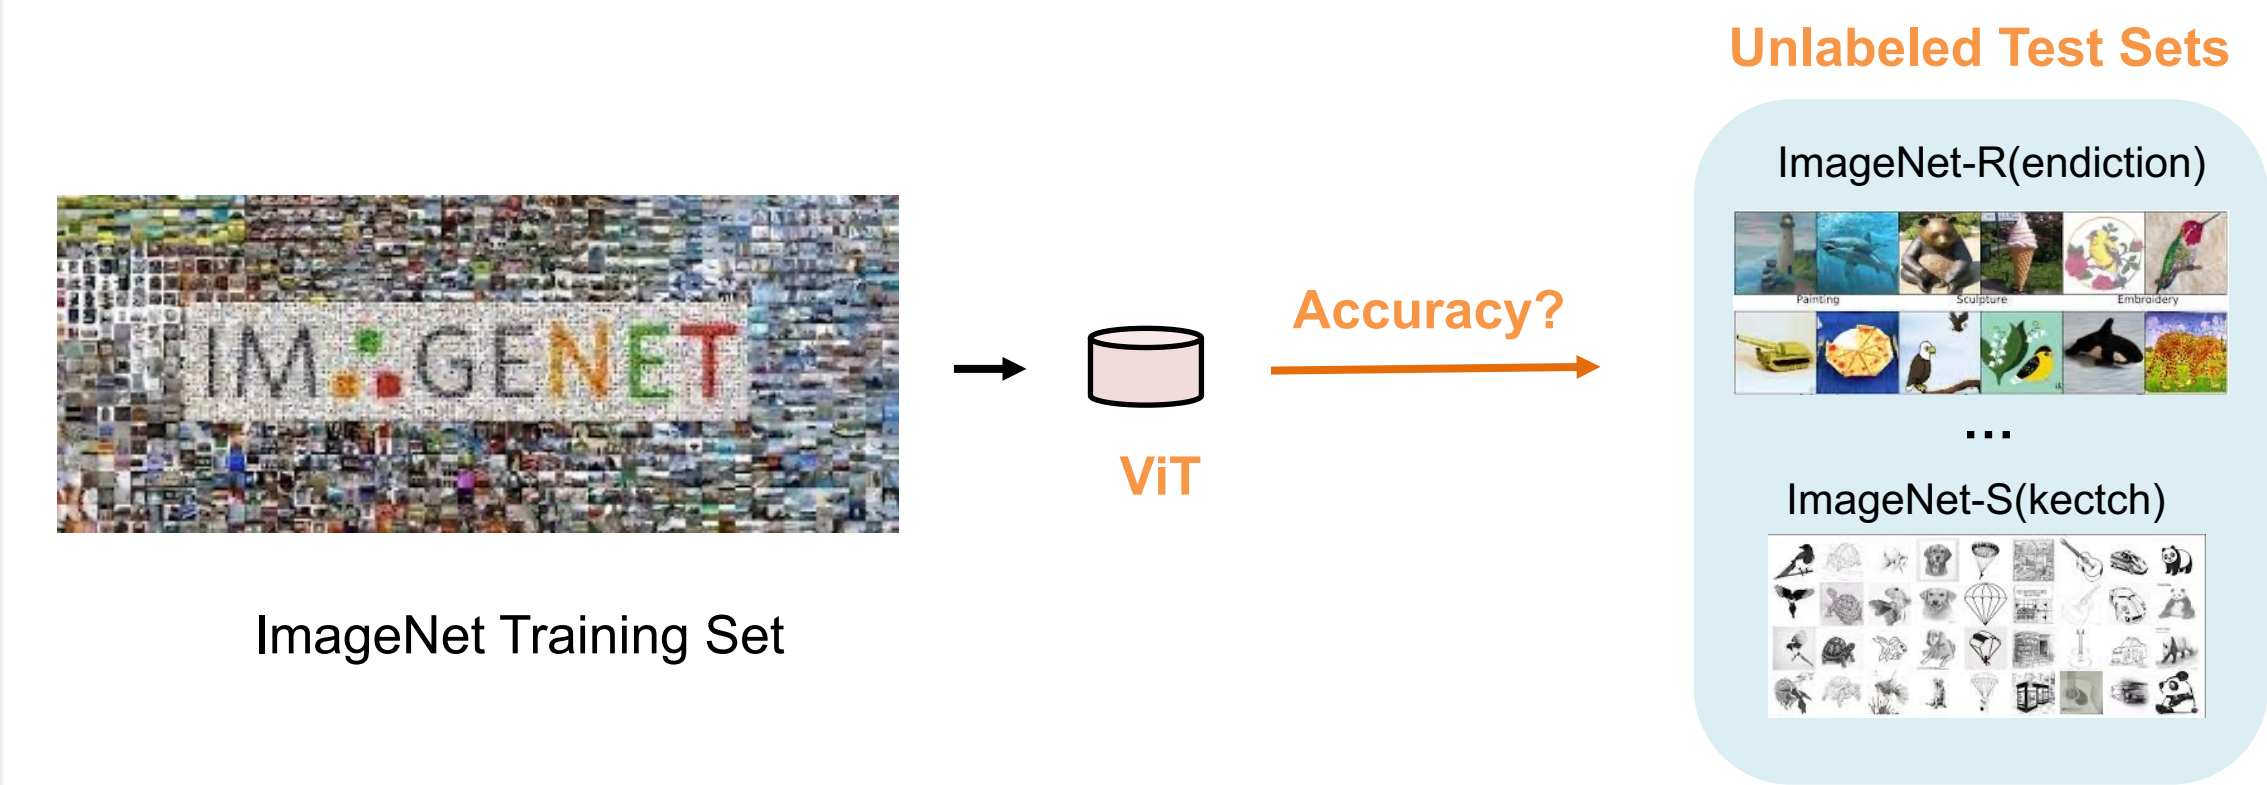 Unlabeled Test Sets
ImageNet-R(endiction)
IM GENET
Accuracy?
Painting Sculpture Embroidery
...
ViT
ImageNet-S(kectch)
ImageNet Training Set